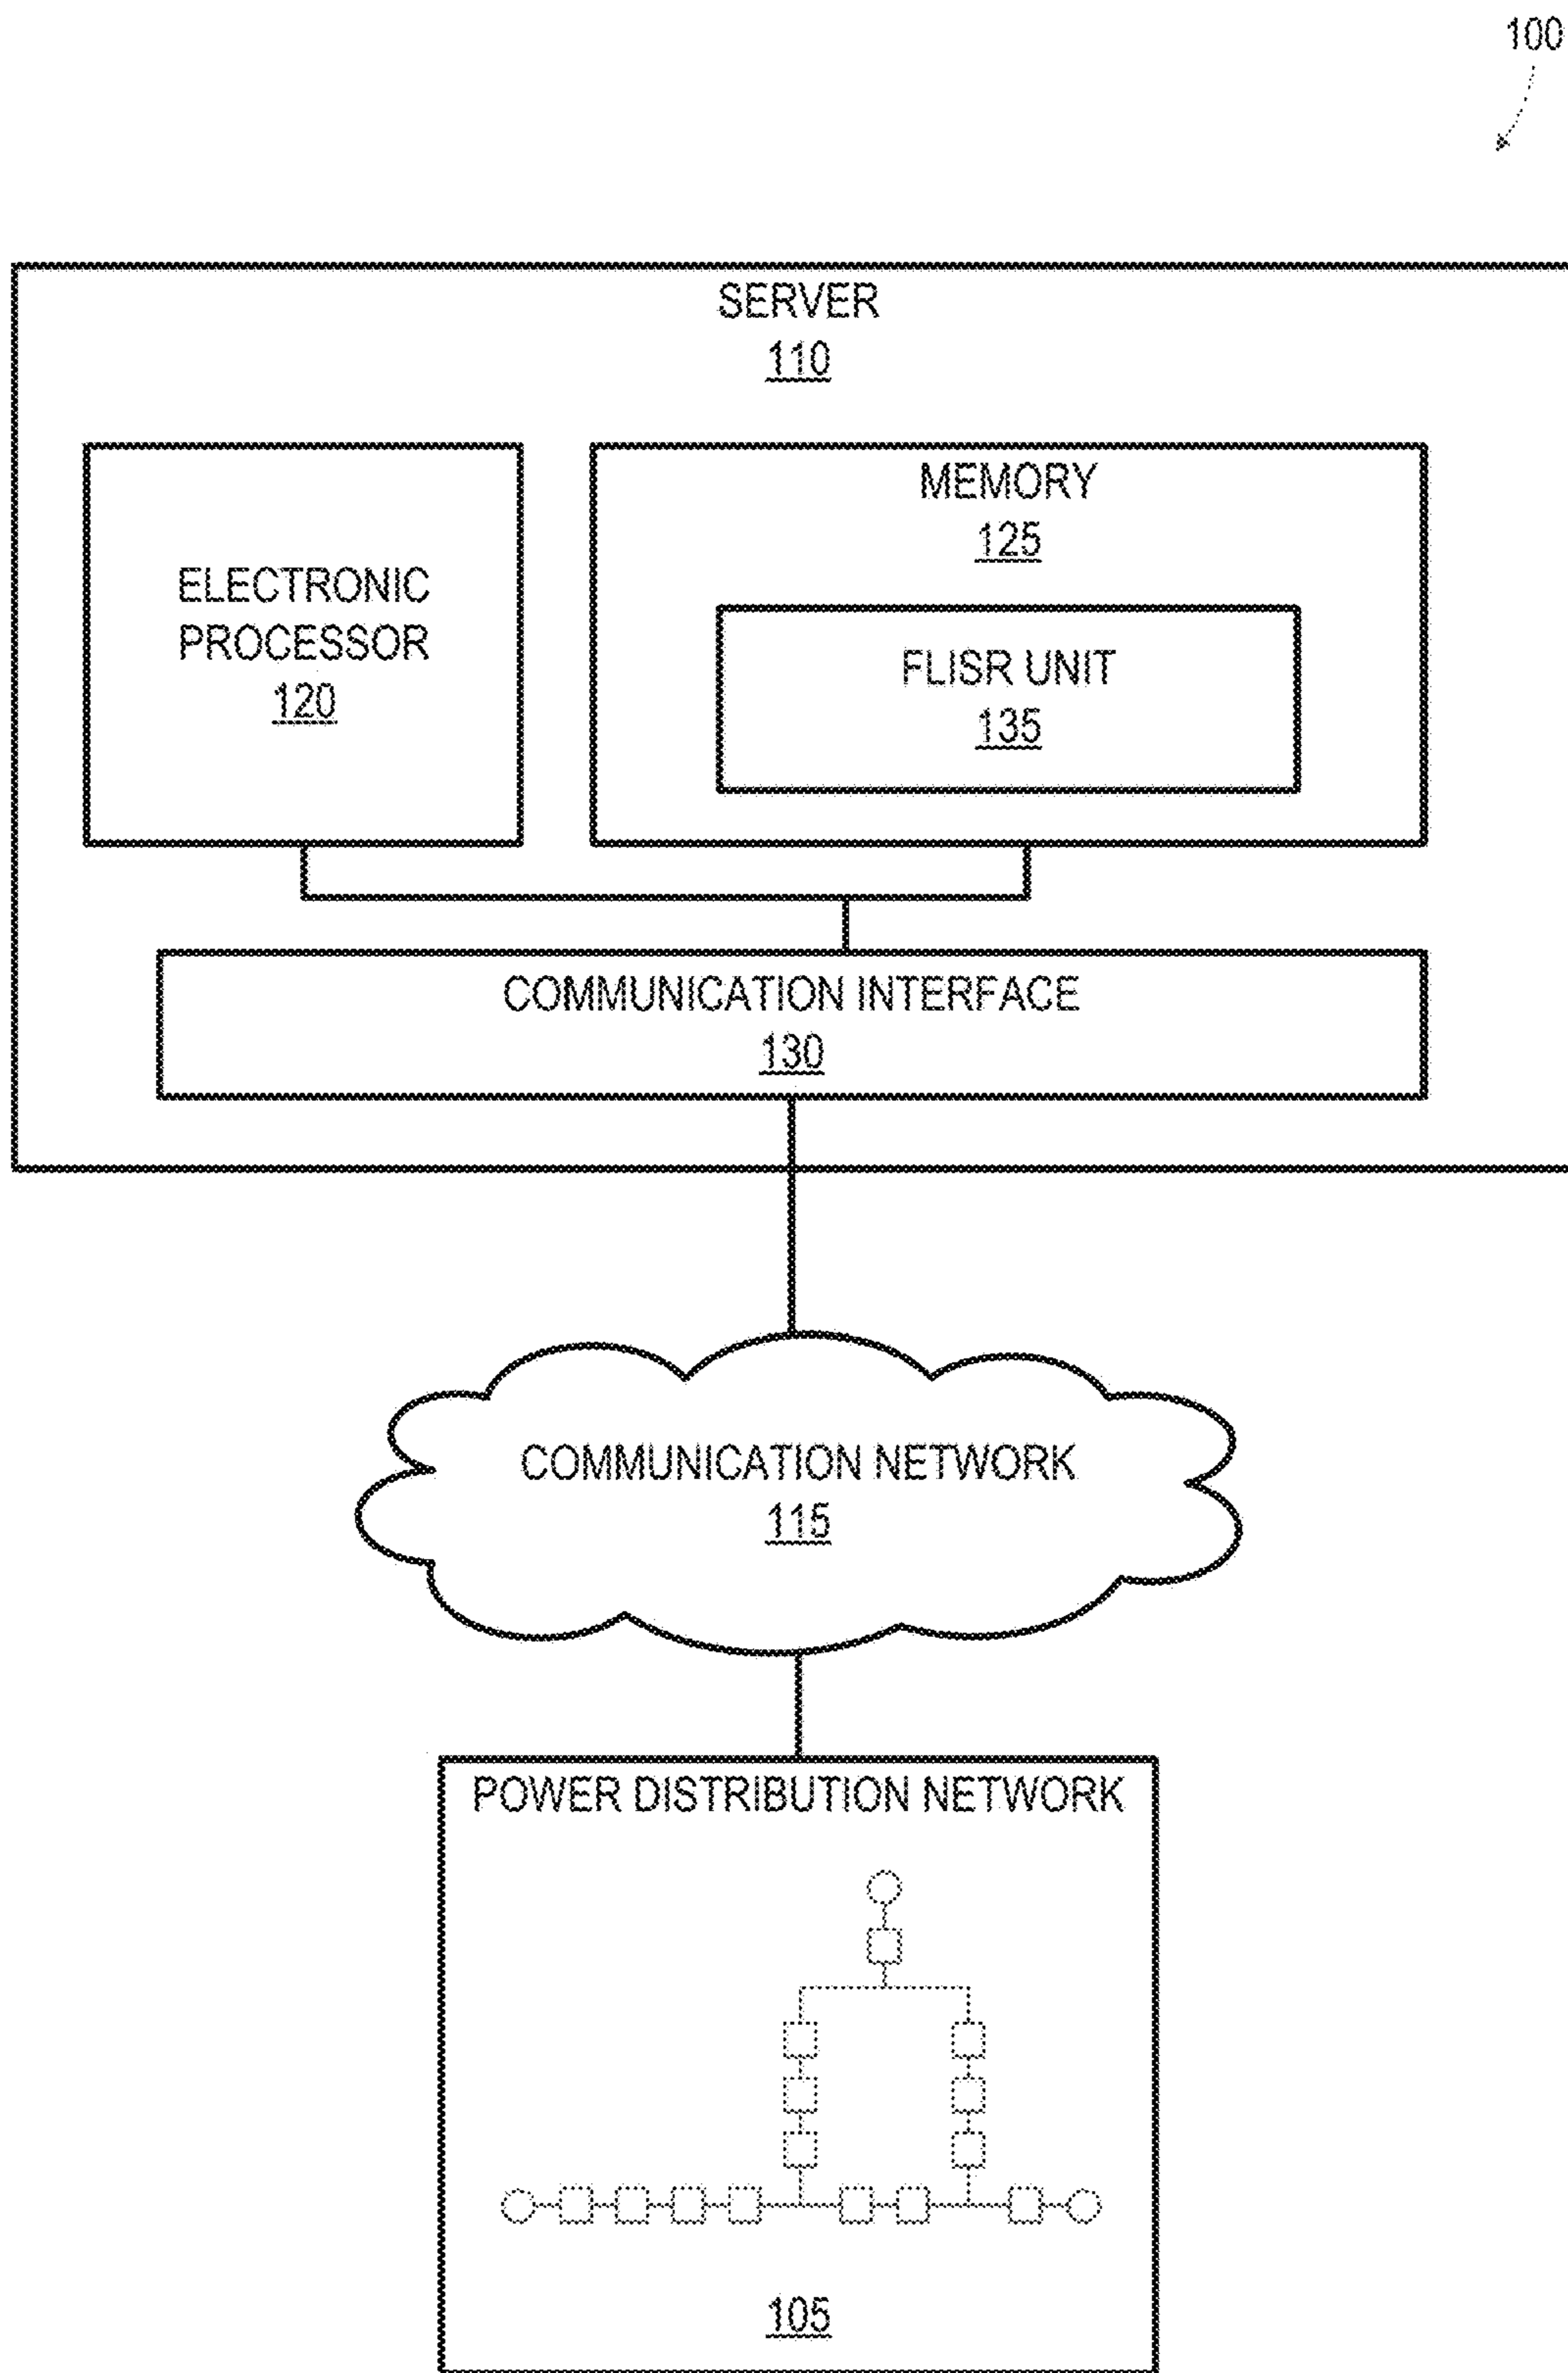 100
SERVER
110
ELECTRONIC
PROCESSOR
120
MEMORY
125
FLISR UNIT
135
COMMUNICATION INTERFACE
130
COMMUNICATION NETWORK
115
POWER DISTRIBUTION NETWORK
105